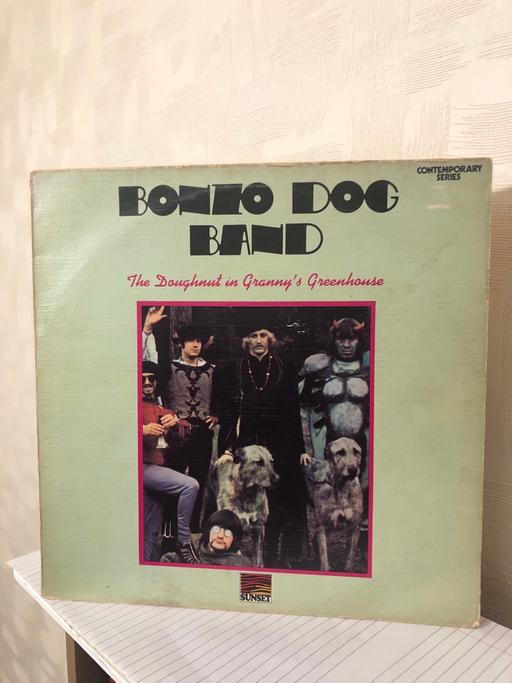 CONTEMPORARY
SERIES
BONZO DOG
BAND
The Doughnut in Granny's Greenhouse
SUNSET